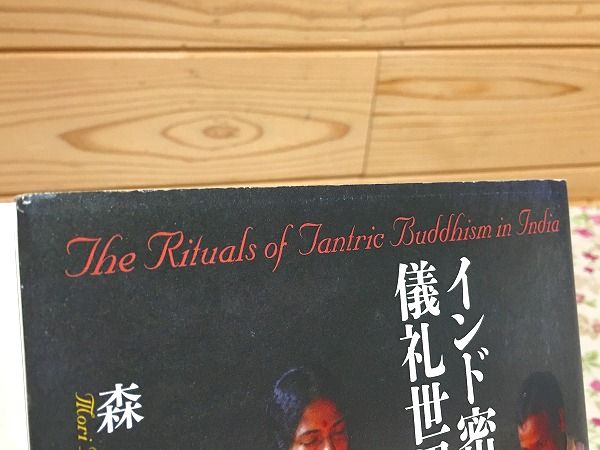 The Rituals of Tantric Buddhism in India
インド密
儀礼世
森
Mori